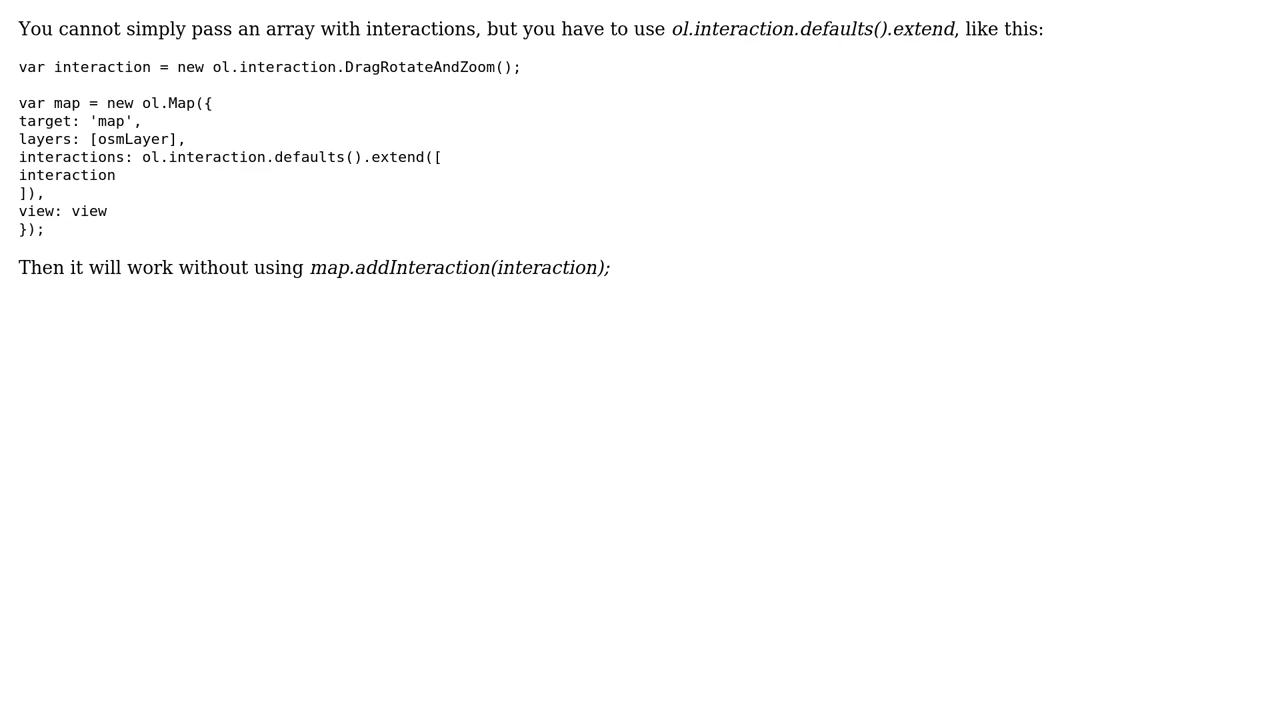 You cannot simply pass an array with interactions, but you have to use ol.interaction.defaults().extend, like this:
var interaction = new ol.interaction.DragRotateAndZoom();
var map = new ol.Map({
target: 'map',
layers: [osmLayer],
interactions: ol.interaction.defaults().extend([
interaction
]),
view: view
});
Then it will work without using map.addInteraction(interaction);